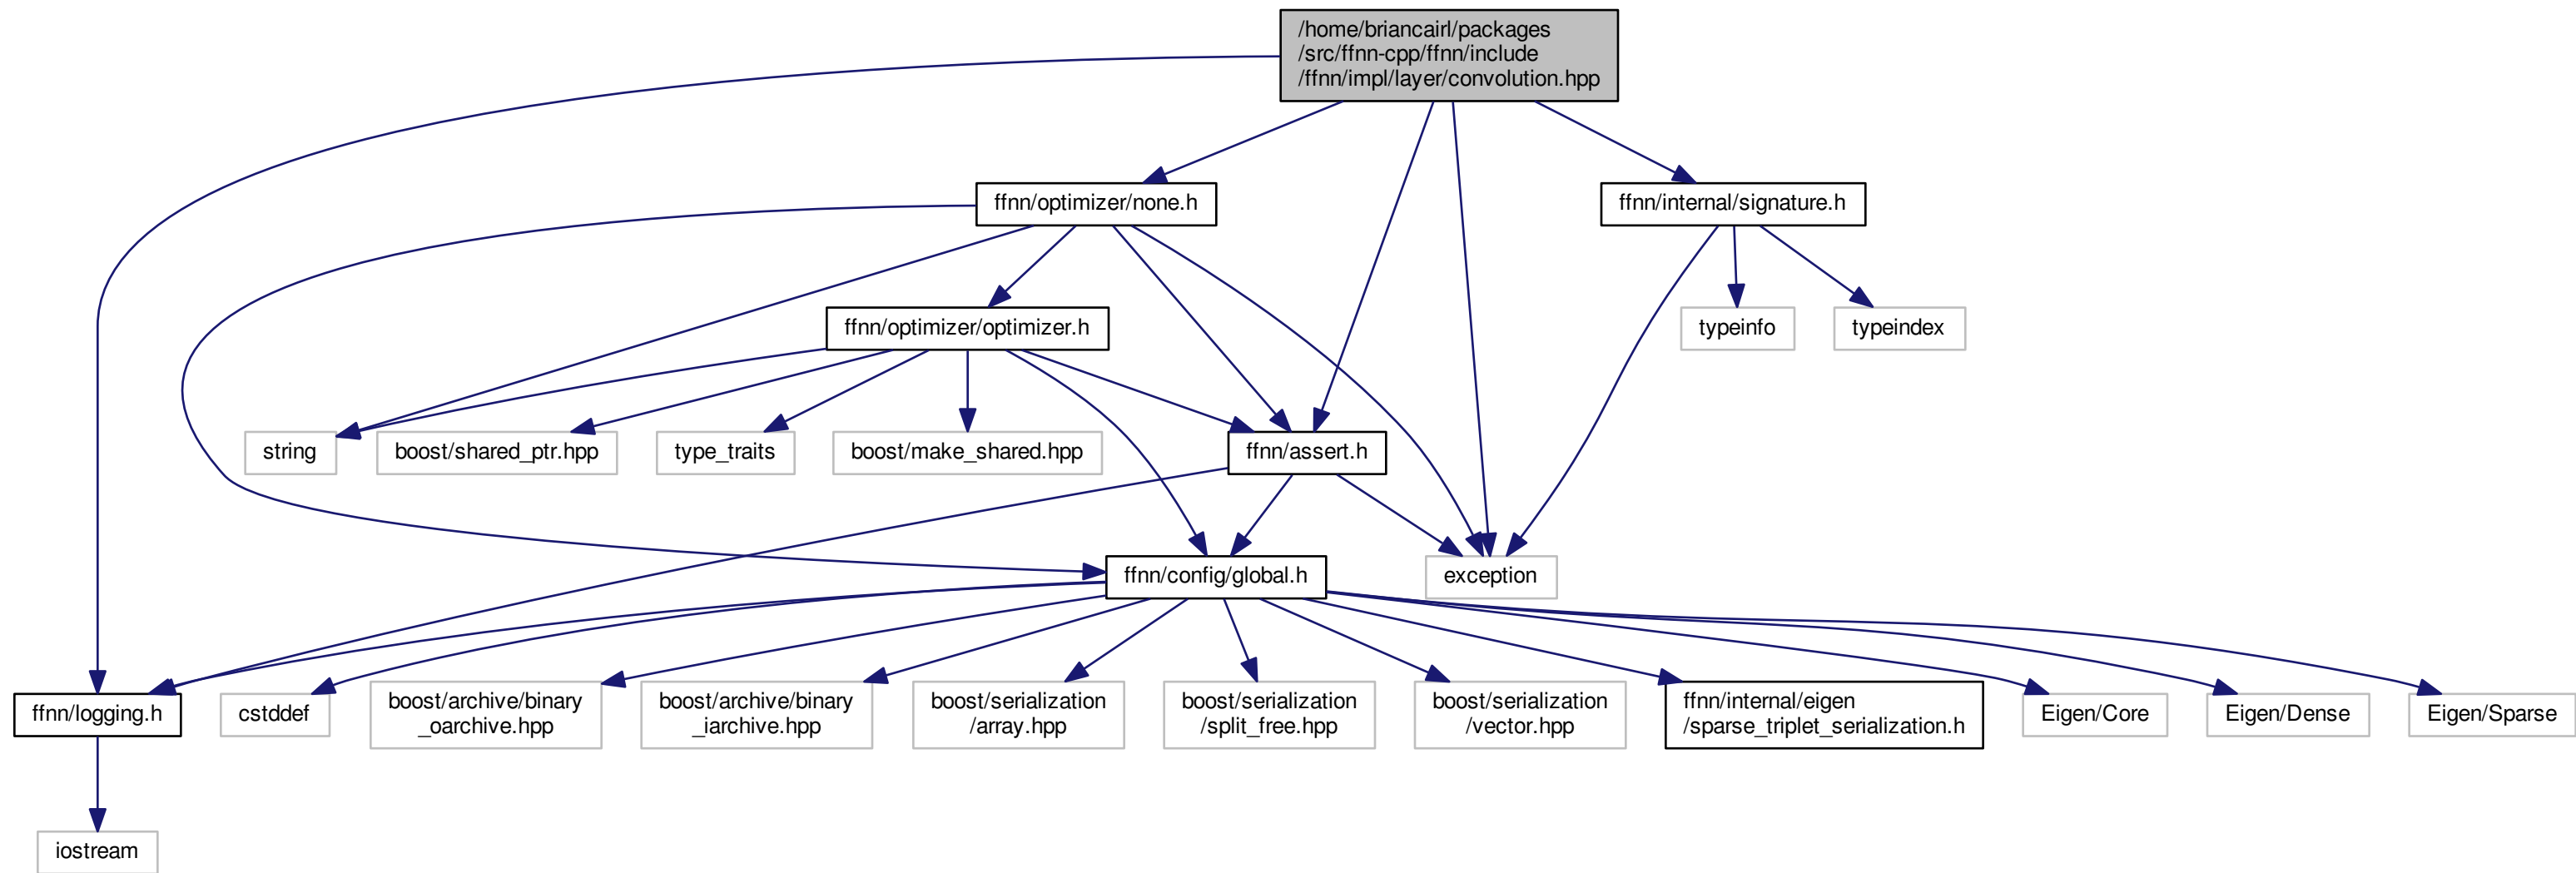 /home/briancairl/packages
/src/ffnn-cpp/ffnn/include
/ffnn/impl/layer/convolution.hpp
ffnn/optimizer/none.h
ffnn/internal/signature.h
ffnn/optimizer/optimizer.h
typeinfo
typeindex
string
boost/shared_ptr.hpp
type_traits
boost/make_shared.hpp
ffnn/assert.h
ffnn/config/global.h
exception
ffnn/logging.h
cstddef
boost/archive/binary
_oarchive.hpp
boost/archive/binary
_iarchive.hpp
boost/serialization
/array.hpp
boost/serialization
/split_free.hpp
boost/serialization
/vector.hpp
ffnn/internal/eigen
/sparse_triplet_serialization.h
Eigen/Core
Eigen/Dense
Eigen/Sparse
iostream